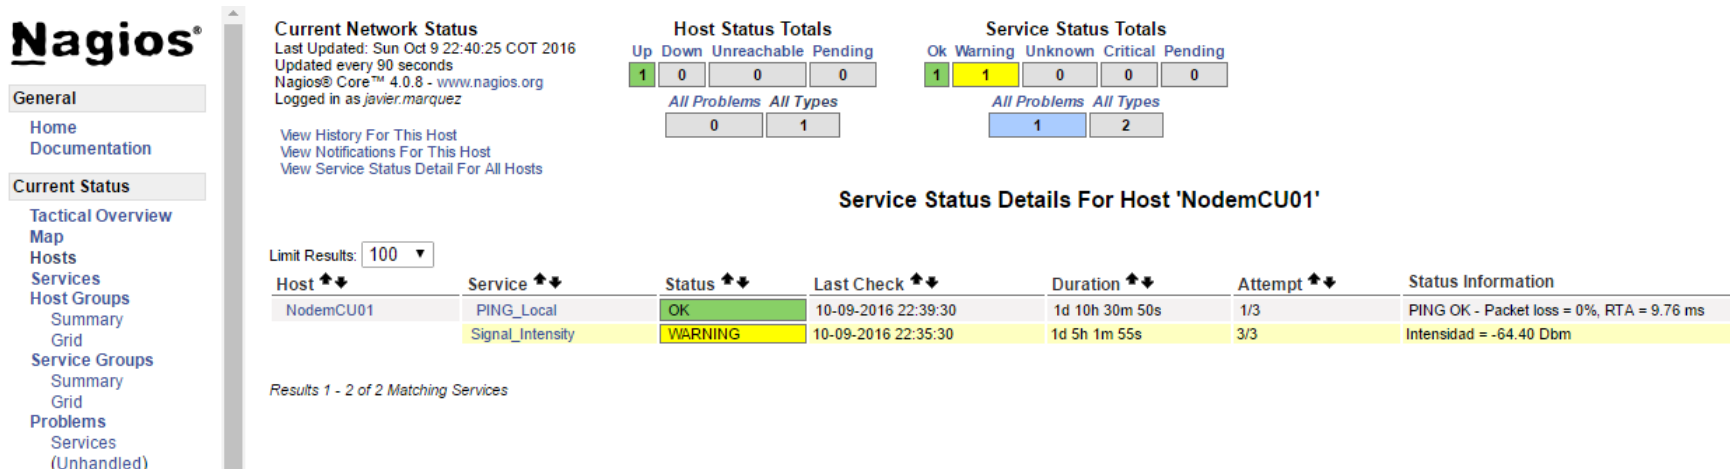 Nagios®
General
Home
Documentation
Current Status
Tactical Overview
Map
Hosts
Services
Host Groups
Summary
Grid
Service Groups
Summary
Grid
Problems
Services
(Unhandled)
Current Network Status
Last Updated: Sun Oct 9 22:40:25 COT 2016
Updated every 90 seconds
Nagios® Core™ 4.0.8 - www.nagios.org
Logged in as javier.marquez
View History For This Host
View Notifications For This Host
View Service Status Detail For All Hosts
Host Status Totals
Up Down Unreachable Pending
1 0 0 0
All Problems All Types
0 1
Service Status Totals
Ok Warning Unknown Critical Pending
1 1 0 0 0
All Problems All Types
1 2
Service Status Details For Host 'NodemCU01'
Limit Results: 100
Host Service Status Last Check Duration Attempt Status Information
NodemCU01 PING_Local OK 10-09-2016 22:39:30 1d 10h 30m 50s 1/3 PING OK - Packet loss = 0%, RTA = 9.76 ms
Signal_Intensity WARNING 10-09-2016 22:35:30 1d 5h 1m 55s 3/3 Intensidad = -64.40 Dbm
Results 1 - 2 of 2 Matching Services